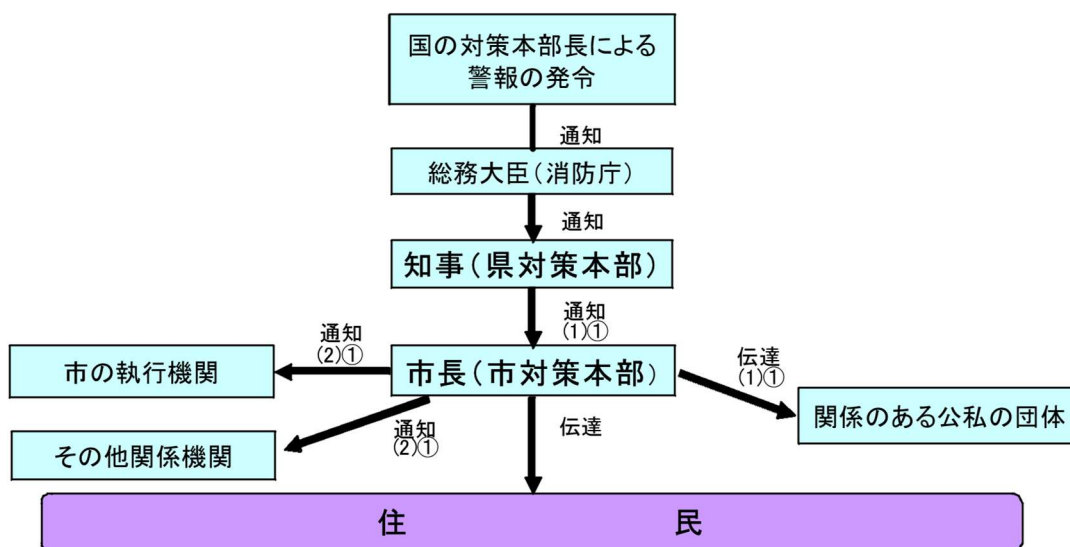 国の対策本部長による
警報の発令
通知
総務大臣(消防庁)
通知
知事(県対策本部)
通知
(1)①
通知
(2)①
市の執行機関
市長(市対策本部)
伝達
(1)①
関係のある公私の団体
通知
(2)①
伝達
その他関係機関
住　民